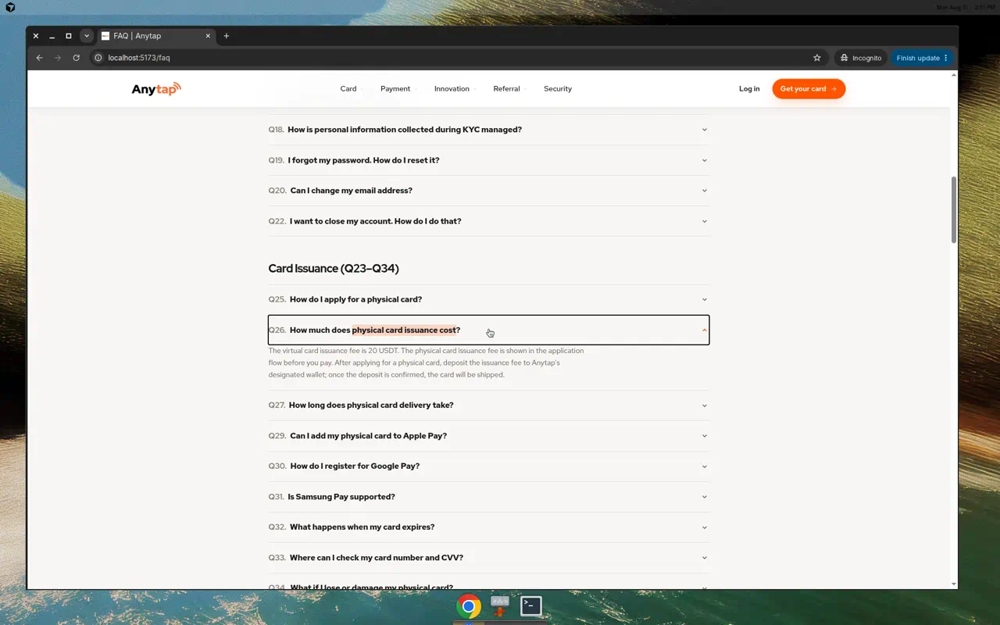 Mon Aug 31 2:31 PM
FAQ | Anytap
localhost:5173/faq
Incognito
Finish update
Anytap
Card
Payment
Innovation
Referral
Security
Log in
Get your card →
Q18. How is personal information collected during KYC managed?
Q19. I forgot my password. How do I reset it?
Q20. Can I change my email address?
Q22. I want to close my account. How do I do that?
Card Issuance (Q23–Q34)
Q25. How do I apply for a physical card?
Q26. How much does physical card issuance cost?
The virtual card issuance fee is 20 USDT. The physical card issuance fee is shown in the application
flow before you pay. After applying for a physical card, deposit the issuance fee to Anytap's
designated wallet; once the deposit is confirmed, the card will be shipped.
Q27. How long does physical card delivery take?
Q29. Can I add my physical card to Apple Pay?
Q30. How do I register for Google Pay?
Q31. Is Samsung Pay supported?
Q32. What happens when my card expires?
Q33. Where can I check my card number and CVV?
Q34. What if I lose or damage my physical card?